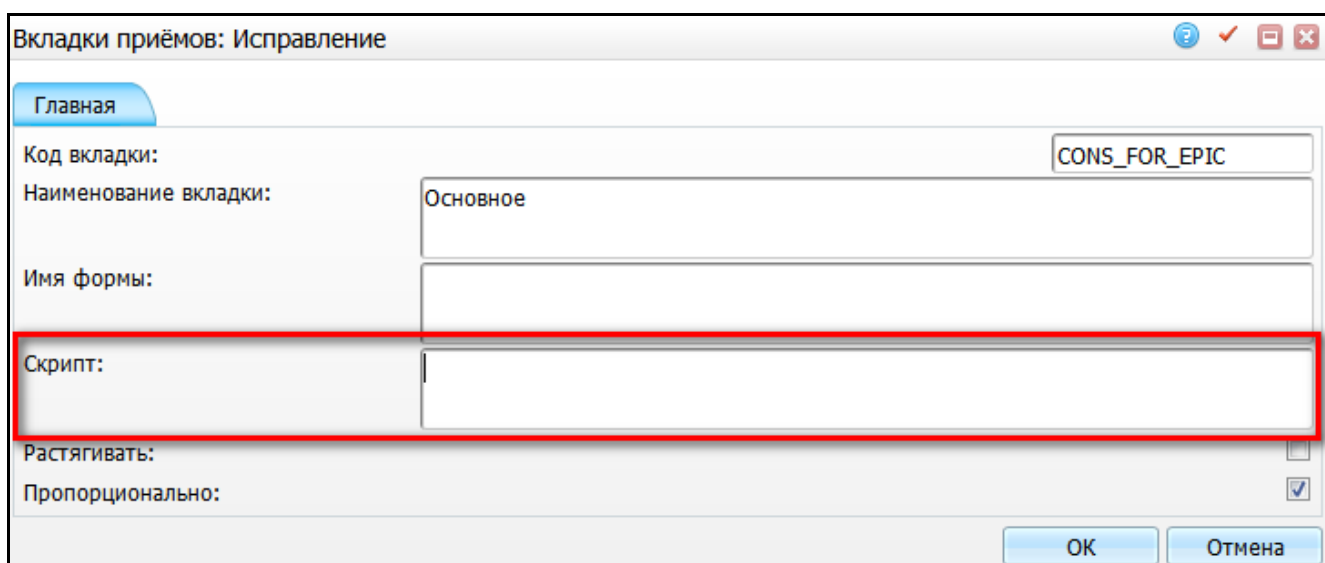 Вкладки приёмов: Исправление
Главная
Код вкладки: CONS_FOR_EPIC
Наименование вкладки: Основное
Имя формы:
Скрипт:
Растягивать:
Пропорционально:
ОК Отмена